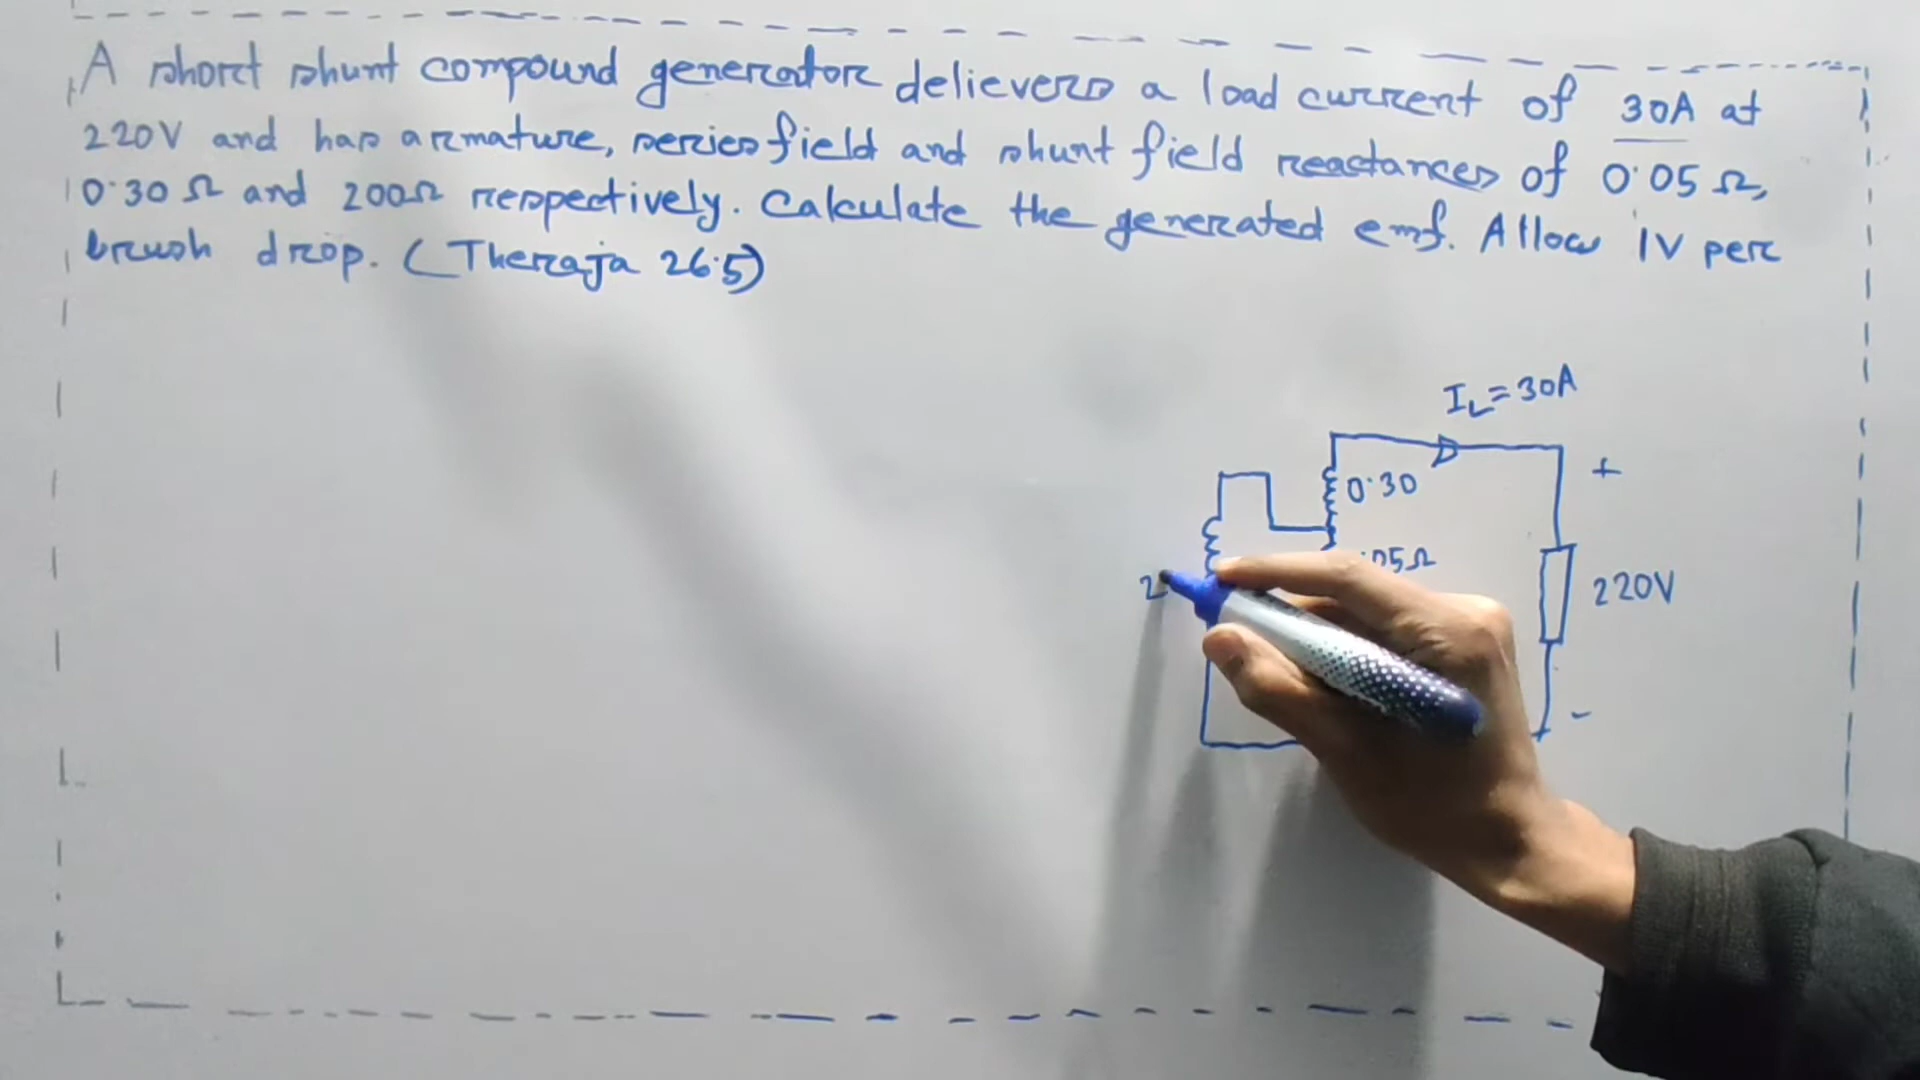 A short shunt compound generator delievers a load current of 30A at
220V and has armature, series field and shunt field reactances of 0.05 Ω,
0.30 Ω and 200Ω respectively. Calculate the generated emf. Allow 1V per
brush drop. (Theraja 26.5)
IL = 30A
+
0.30
.05Ω
2
220V
-